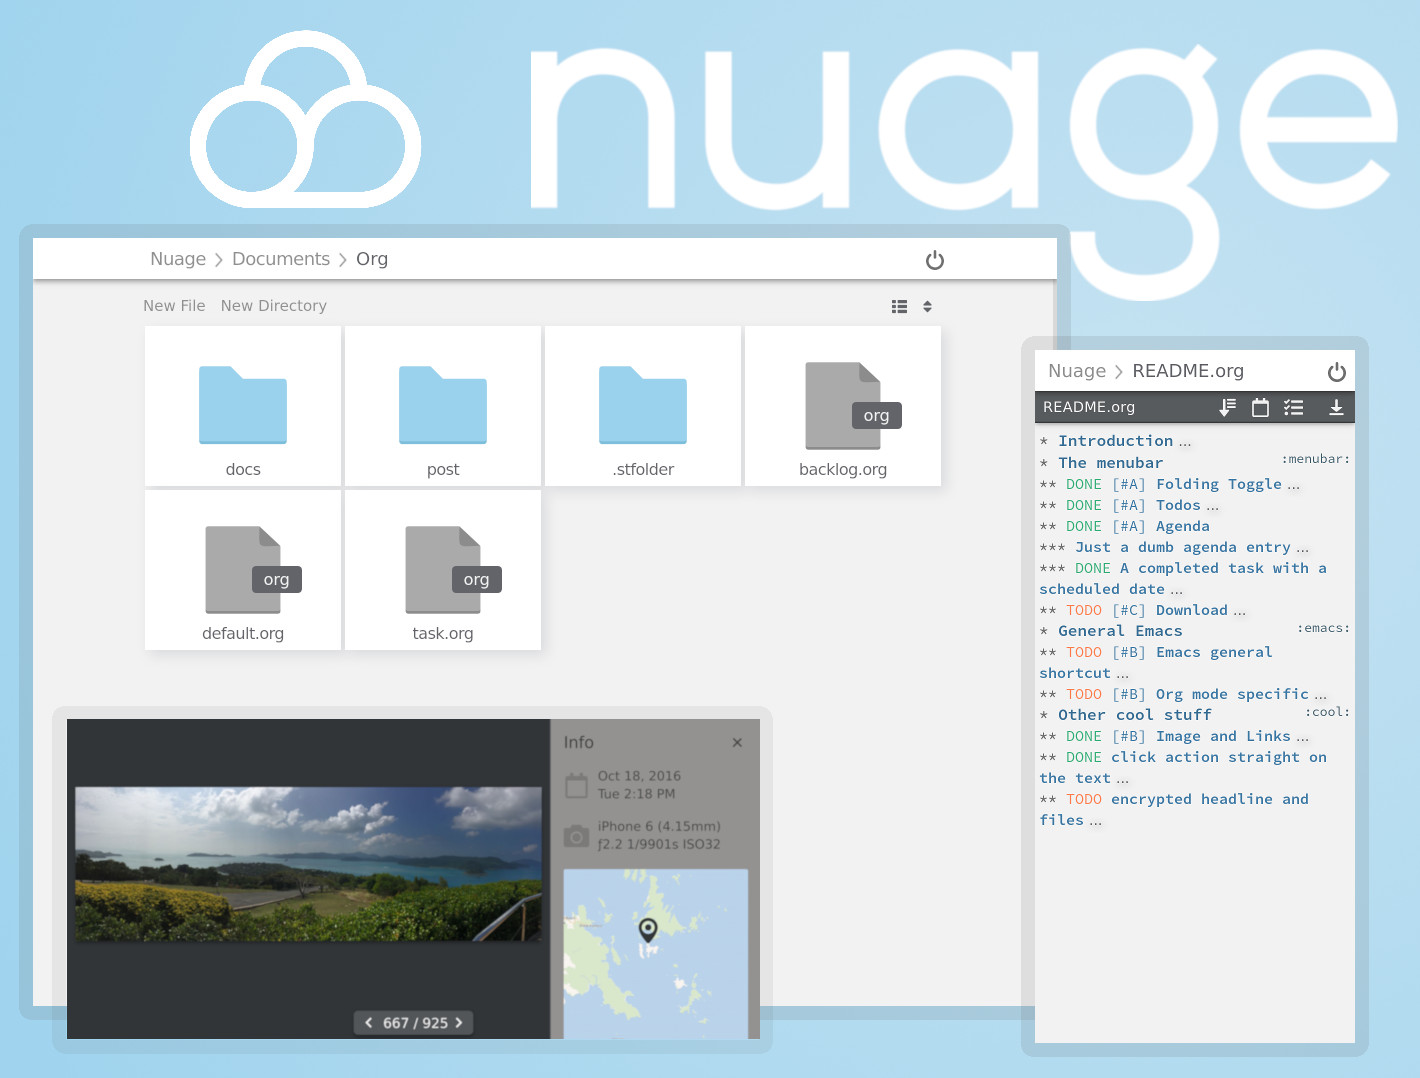 nuage
Nuage > Documents > Org
New File New Directory
docs
post
.stfolder
org
backlog.org
org
default.org
org
task.org
Info ×
Oct 18, 2016
Tue 2:18 PM
iPhone 6 (4.15mm)
ƒ2.2 1/9901s ISO32
< 667 / 925 >
Nuage > README.org
README.org
* Introduction ...
* The menubar :menubar:
** DONE [#A] Folding Toggle ...
** DONE [#A] Todos ...
** DONE [#A] Agenda
*** Just a dumb agenda entry ...
*** DONE A completed task with a
scheduled date ...
** TODO [#C] Download ...
* General Emacs :emacs:
** TODO [#B] Emacs general
shortcut ...
** TODO [#B] Org mode specific ...
* Other cool stuff :cool:
** DONE [#B] Image and Links ...
** DONE click action straight on
the text ...
** TODO encrypted headline and
files ...